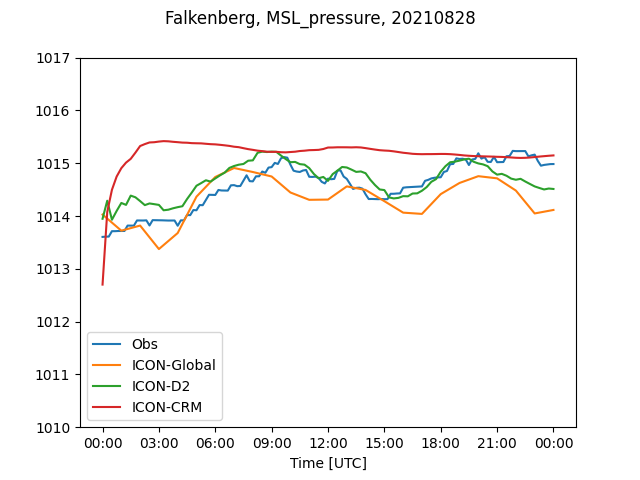 Falkenberg, MSL_pressure, 20210828
1017
1016
1015
1014
1013
1012
1011
1010
Obs
ICON-Global
ICON-D2
ICON-CRM
00:00 03:00 06:00 09:00 12:00 15:00 18:00 21:00 00:00
Time [UTC]